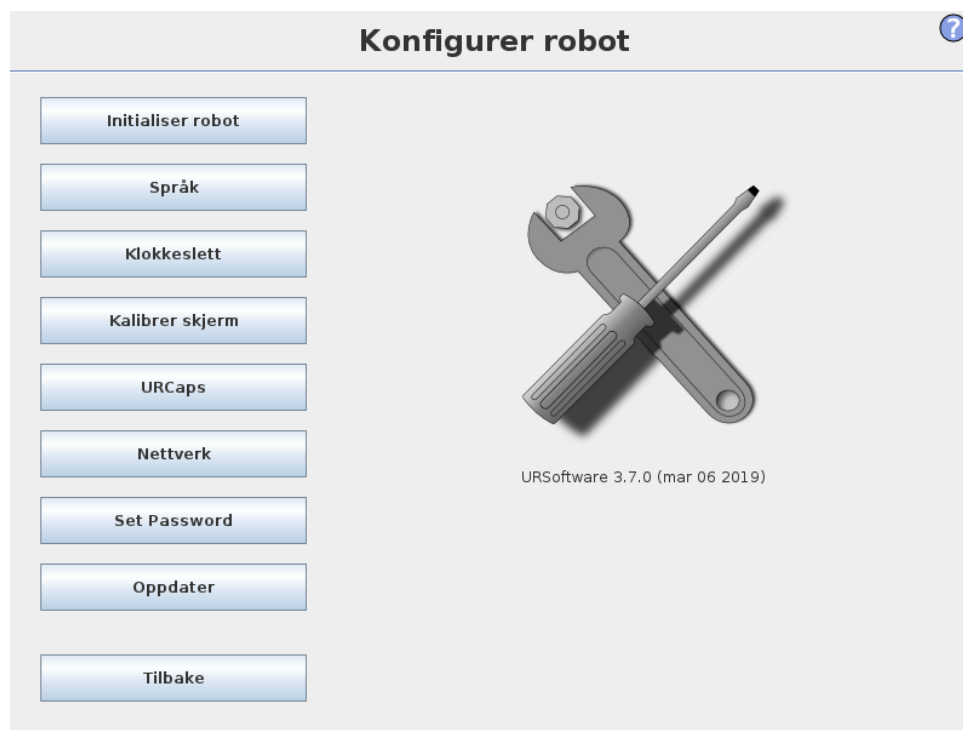 Konfigurer robot
?
Initialiser robot
Språk
Klokkeslett
Kalibrer skjerm
URCaps
Nettverk
Set Password
Oppdater
Tilbake
URSoftware 3.7.0 (mar 06 2019)